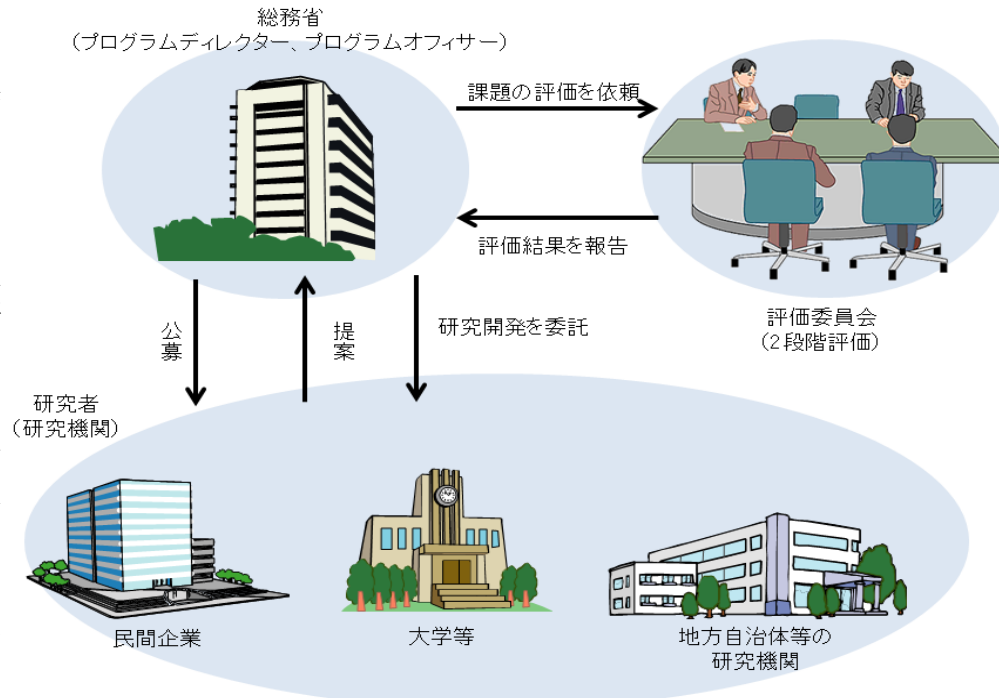 総務省
（プログラムディレクター、プログラムオフィサー）
課題の評価を依頼
評価結果を報告
評価委員会
（２段階評価）
公募
提案
研究開発を委託
研究者
（研究機関）
民間企業
大学等
地方自治体等の
研究機関